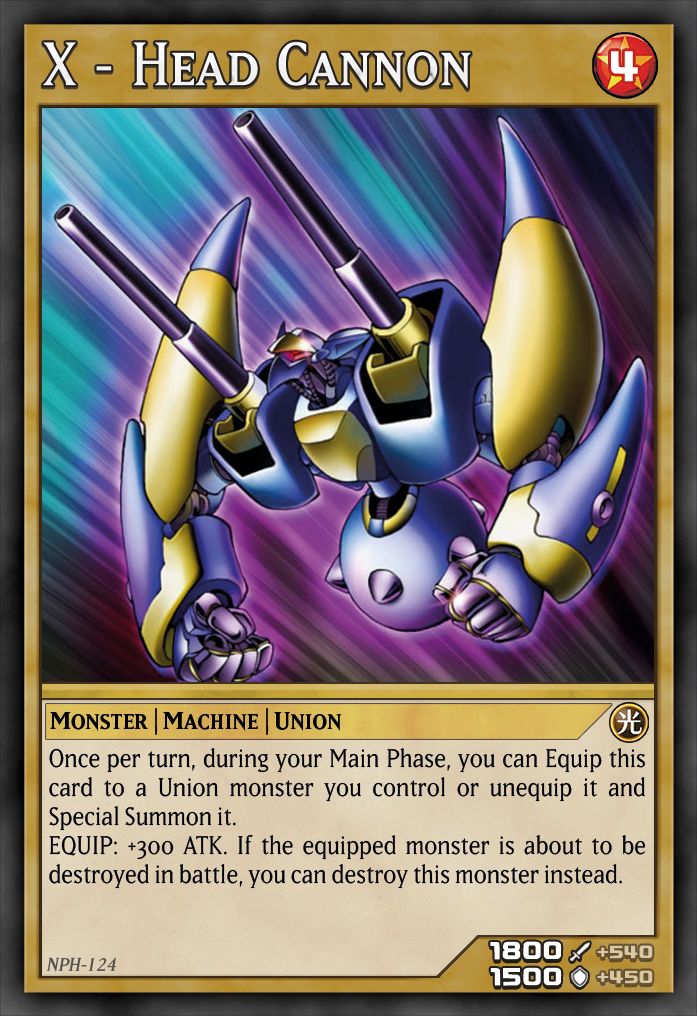 X - Head Cannon
4
Monster | Machine | Union
光
Once per turn, during your Main Phase, you can Equip this
card to a Union monster you control or unequip it and
Special Summon it.
EQUIP: +300 ATK. If the equipped monster is about to be
destroyed in battle, you can destroy this monster instead.
1800 +540
NPH-124
1500 +450